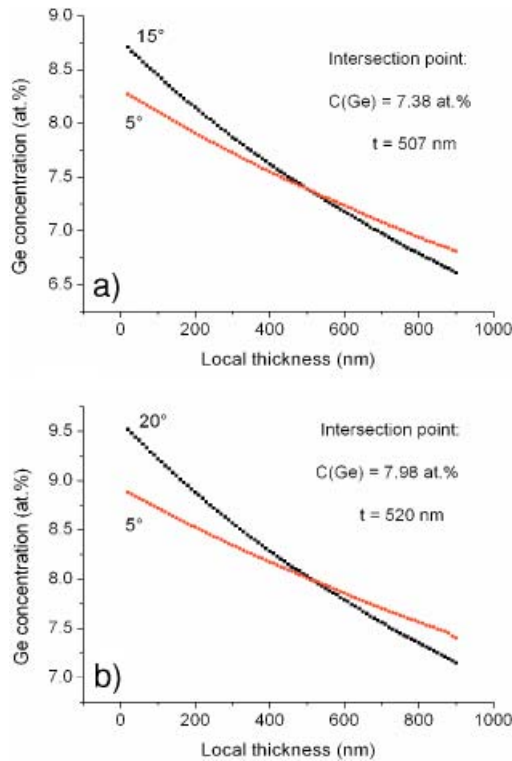 9.0
8.5
8.0
7.5
7.0
6.5
Ge concentration (at.%)
15°
5°
Intersection point:
C(Ge) = 7.38 at.%
t = 507 nm
a)
0 200 400 600 800 1000
Local thickness (nm)
9.5
9.0
8.5
8.0
7.5
7.0
Ge concentration (at.%)
20°
5°
Intersection point:
C(Ge) = 7.98 at.%
t = 520 nm
b)
0 200 400 600 800 1000
Local thickness (nm)